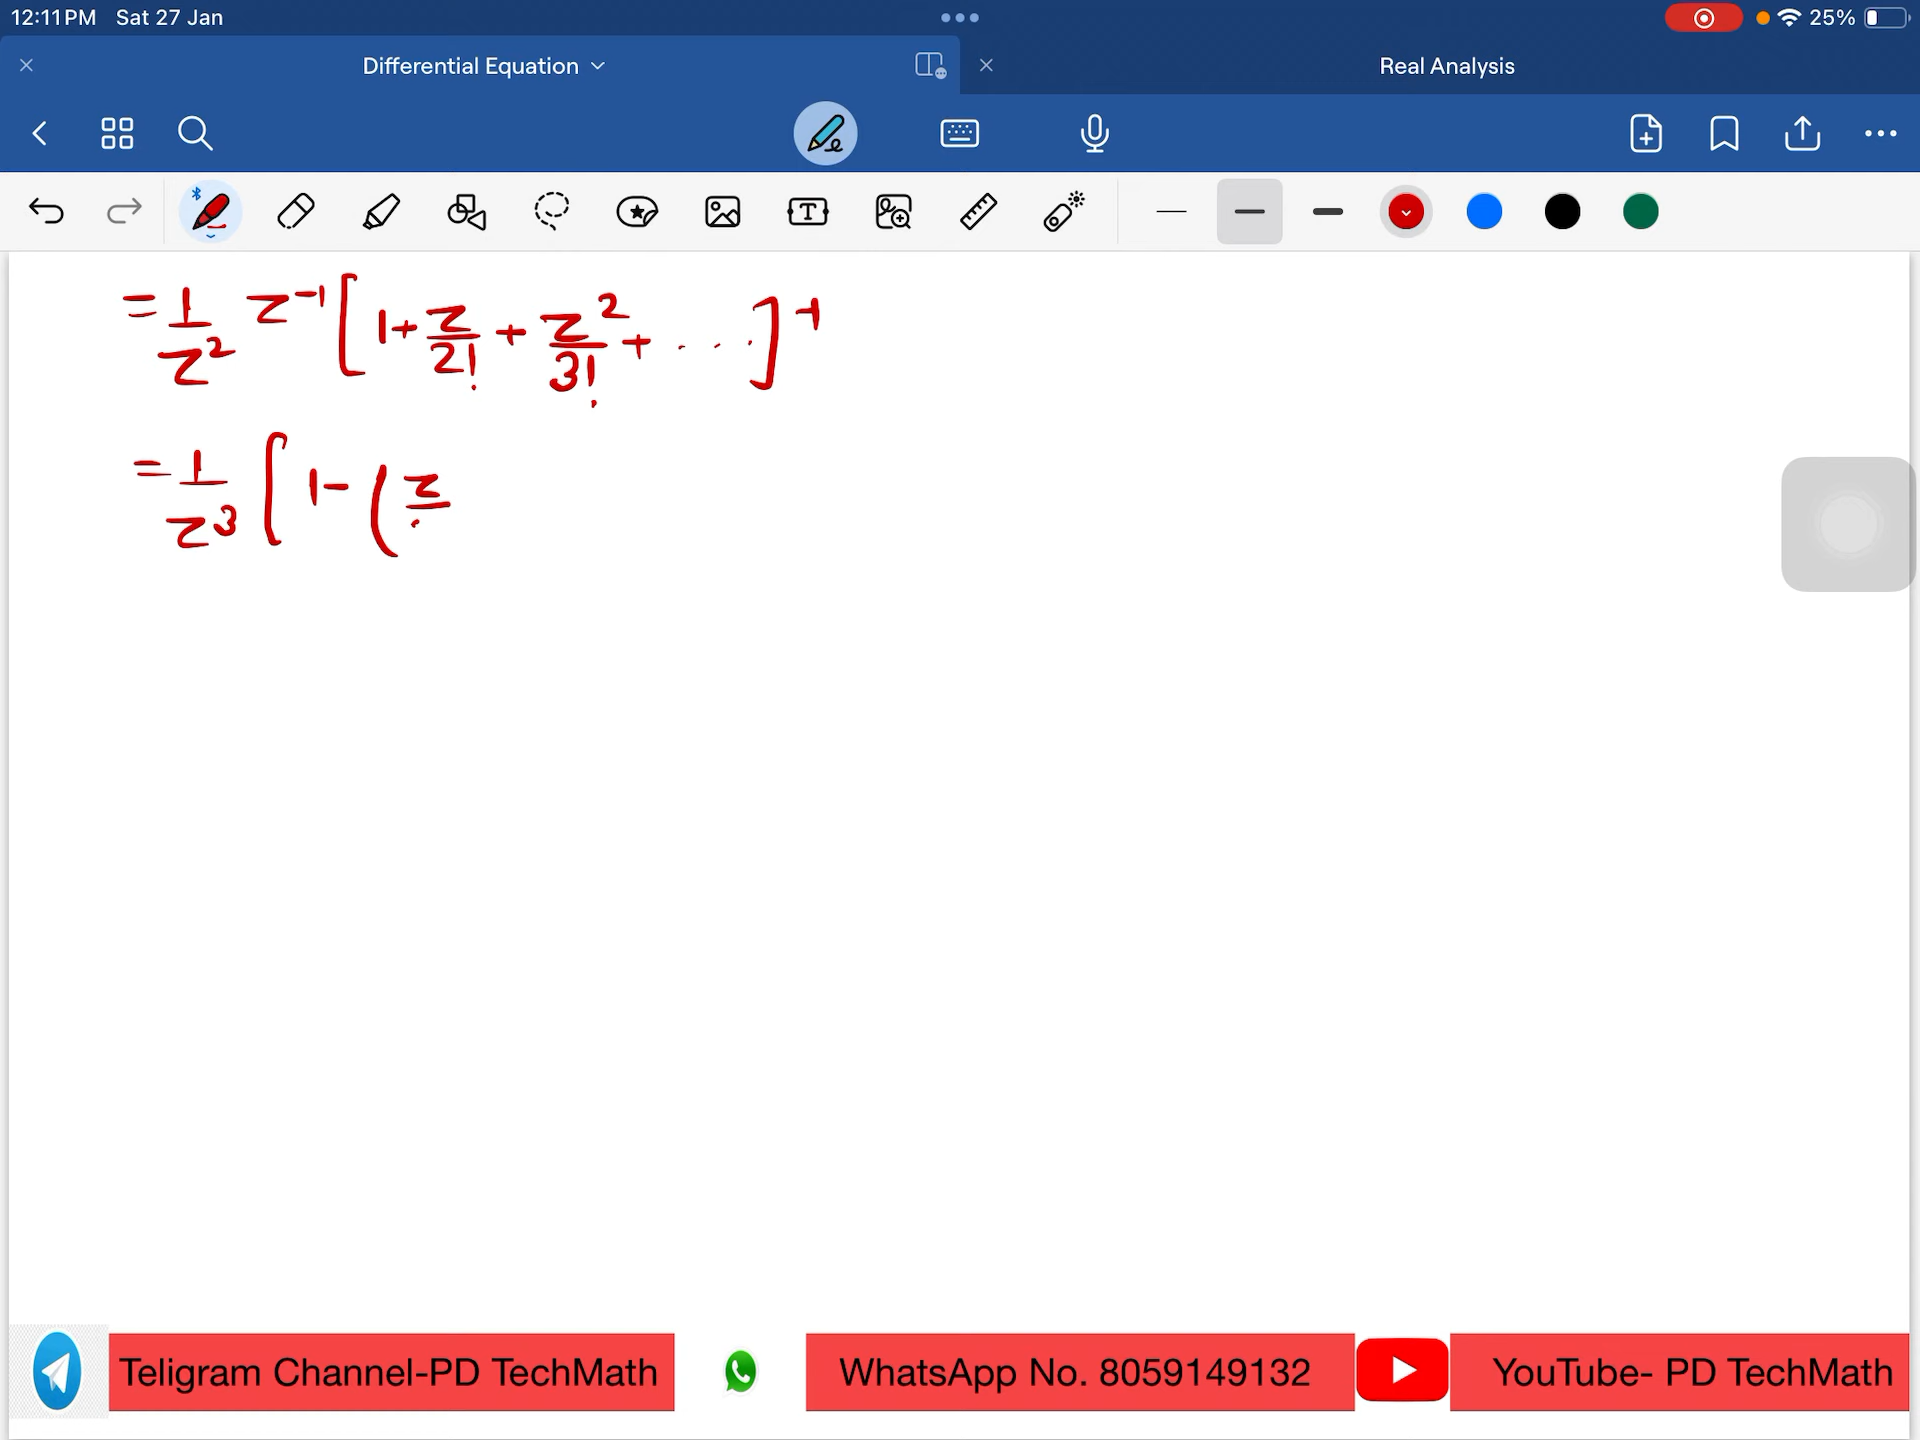 12:11 PM Sat 27 Jan 25%
Differential Equation Real Analysis
= 1/z² z⁻¹ [1 + z/2! + z²/3! + ...]⁻¹
= 1/z³ [1 - (z/
Teligram Channel-PD TechMath WhatsApp No. 8059149132 YouTube- PD TechMath